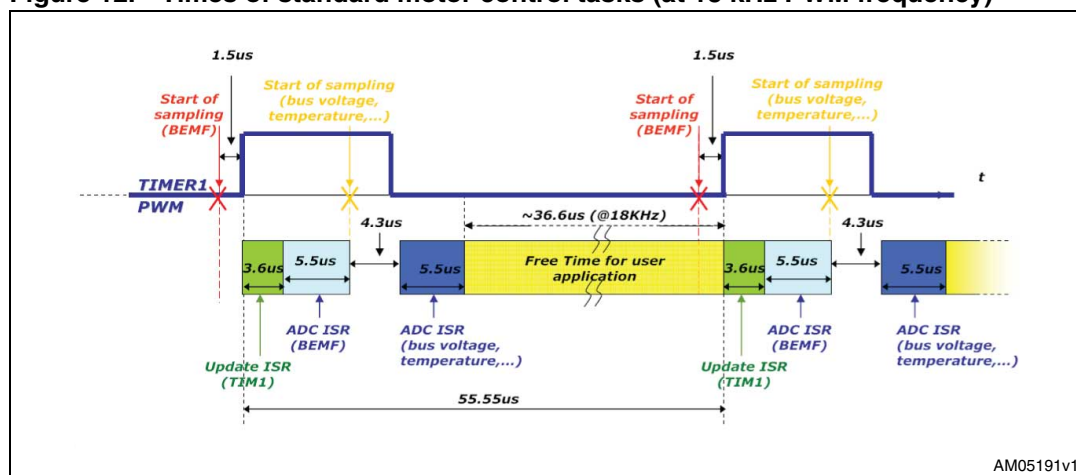 Figure 12. Times of standard motor control tasks (at 18 kHz PWM frequency)
1.5us
1.5us
Start of
sampling
(BEMF)
Start of sampling
(bus voltage,
temperature,...)
Start of
sampling
(BEMF)
Start of sampling
(bus voltage,
temperature,...)
TIMER1
PWM
t
4.3us
~36.6us (@18KHz)
4.3us
3.6us
5.5us
5.5us
Free Time for user
application
3.6us
5.5us
5.5us
Update ISR
(TIM1)
ADC ISR
(BEMF)
ADC ISR
(bus voltage,
temperature,...)
Update ISR
(TIM1)
ADC ISR
(BEMF)
ADC ISR
(bus voltage,
temperature,...)
55.55us
AM05191v1